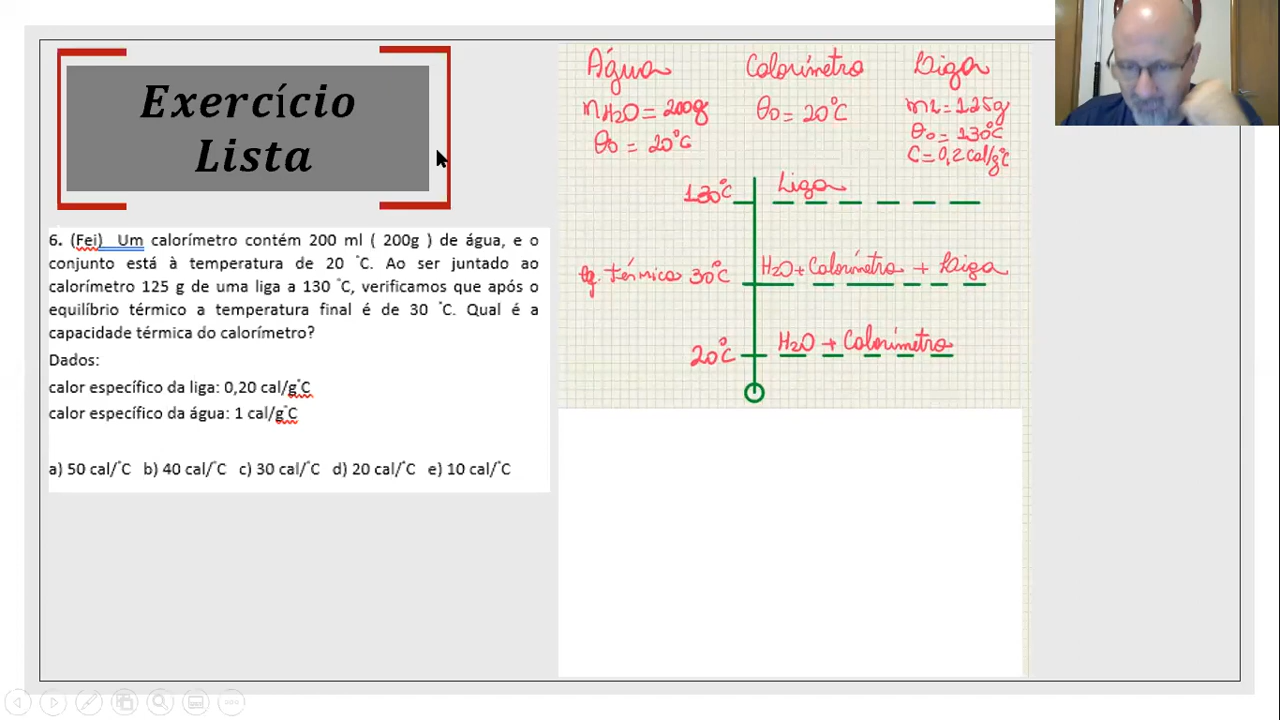 Exercício
Lista
6. (Fei) Um calorímetro contém 200 ml ( 200g ) de água, e o
conjunto está à temperatura de 20 °C. Ao ser juntado ao
calorímetro 125 g de uma liga a 130 °C, verificamos que após o
equilíbrio térmico a temperatura final é de 30 °C. Qual é a
capacidade térmica do calorímetro?
Dados:
calor específico da liga: 0,20 cal/g°C
calor específico da água: 1 cal/g°C
a) 50 cal/°C b) 40 cal/°C c) 30 cal/°C d) 20 cal/°C e) 10 cal/°C
Água
mH2O = 200g
θ0 = 20°C
Calorímetro
θ0 = 20°C
Liga
mL = 125g
θ0 = 130°C
C = 0,2 cal/g°C
130°C Liga
Eq. térmico 30°C H2O + Calorímetro + Liga
20°C H2O + Calorímetro